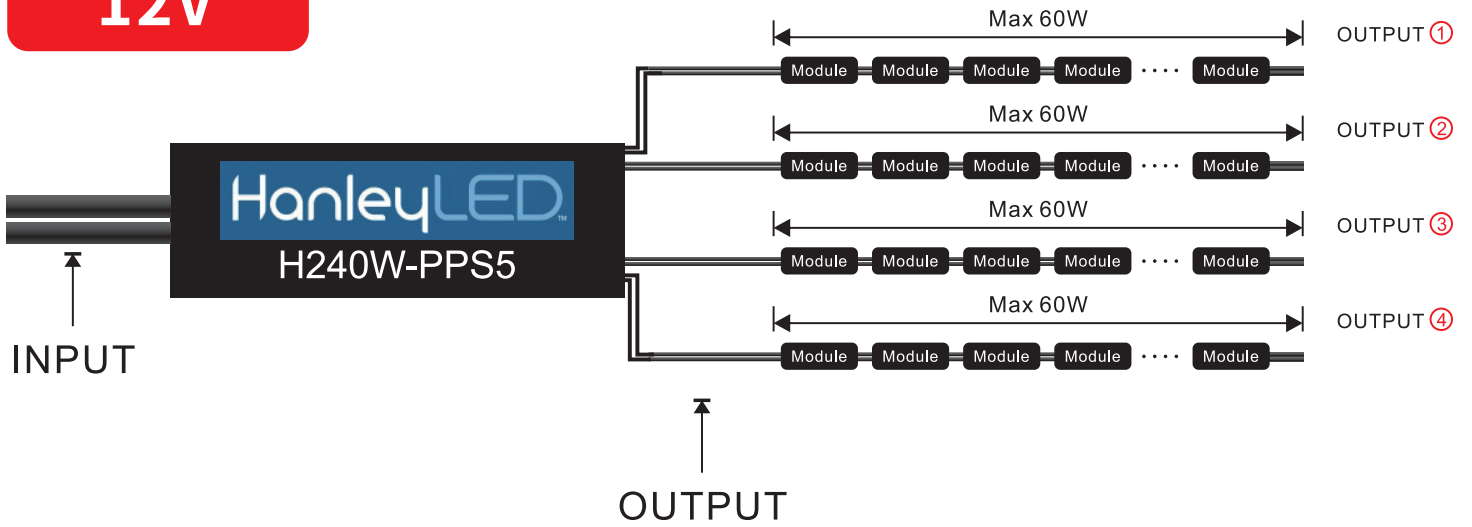 12V
Max 60W
OUTPUT ①
Module Module Module Module ···· Module
Max 60W
OUTPUT ②
Module Module Module Module ···· Module
HanleyLED™
H240W-PPS5
Max 60W
OUTPUT ③
Module Module Module Module ···· Module
Max 60W
OUTPUT ④
Module Module Module Module ···· Module
INPUT
OUTPUT